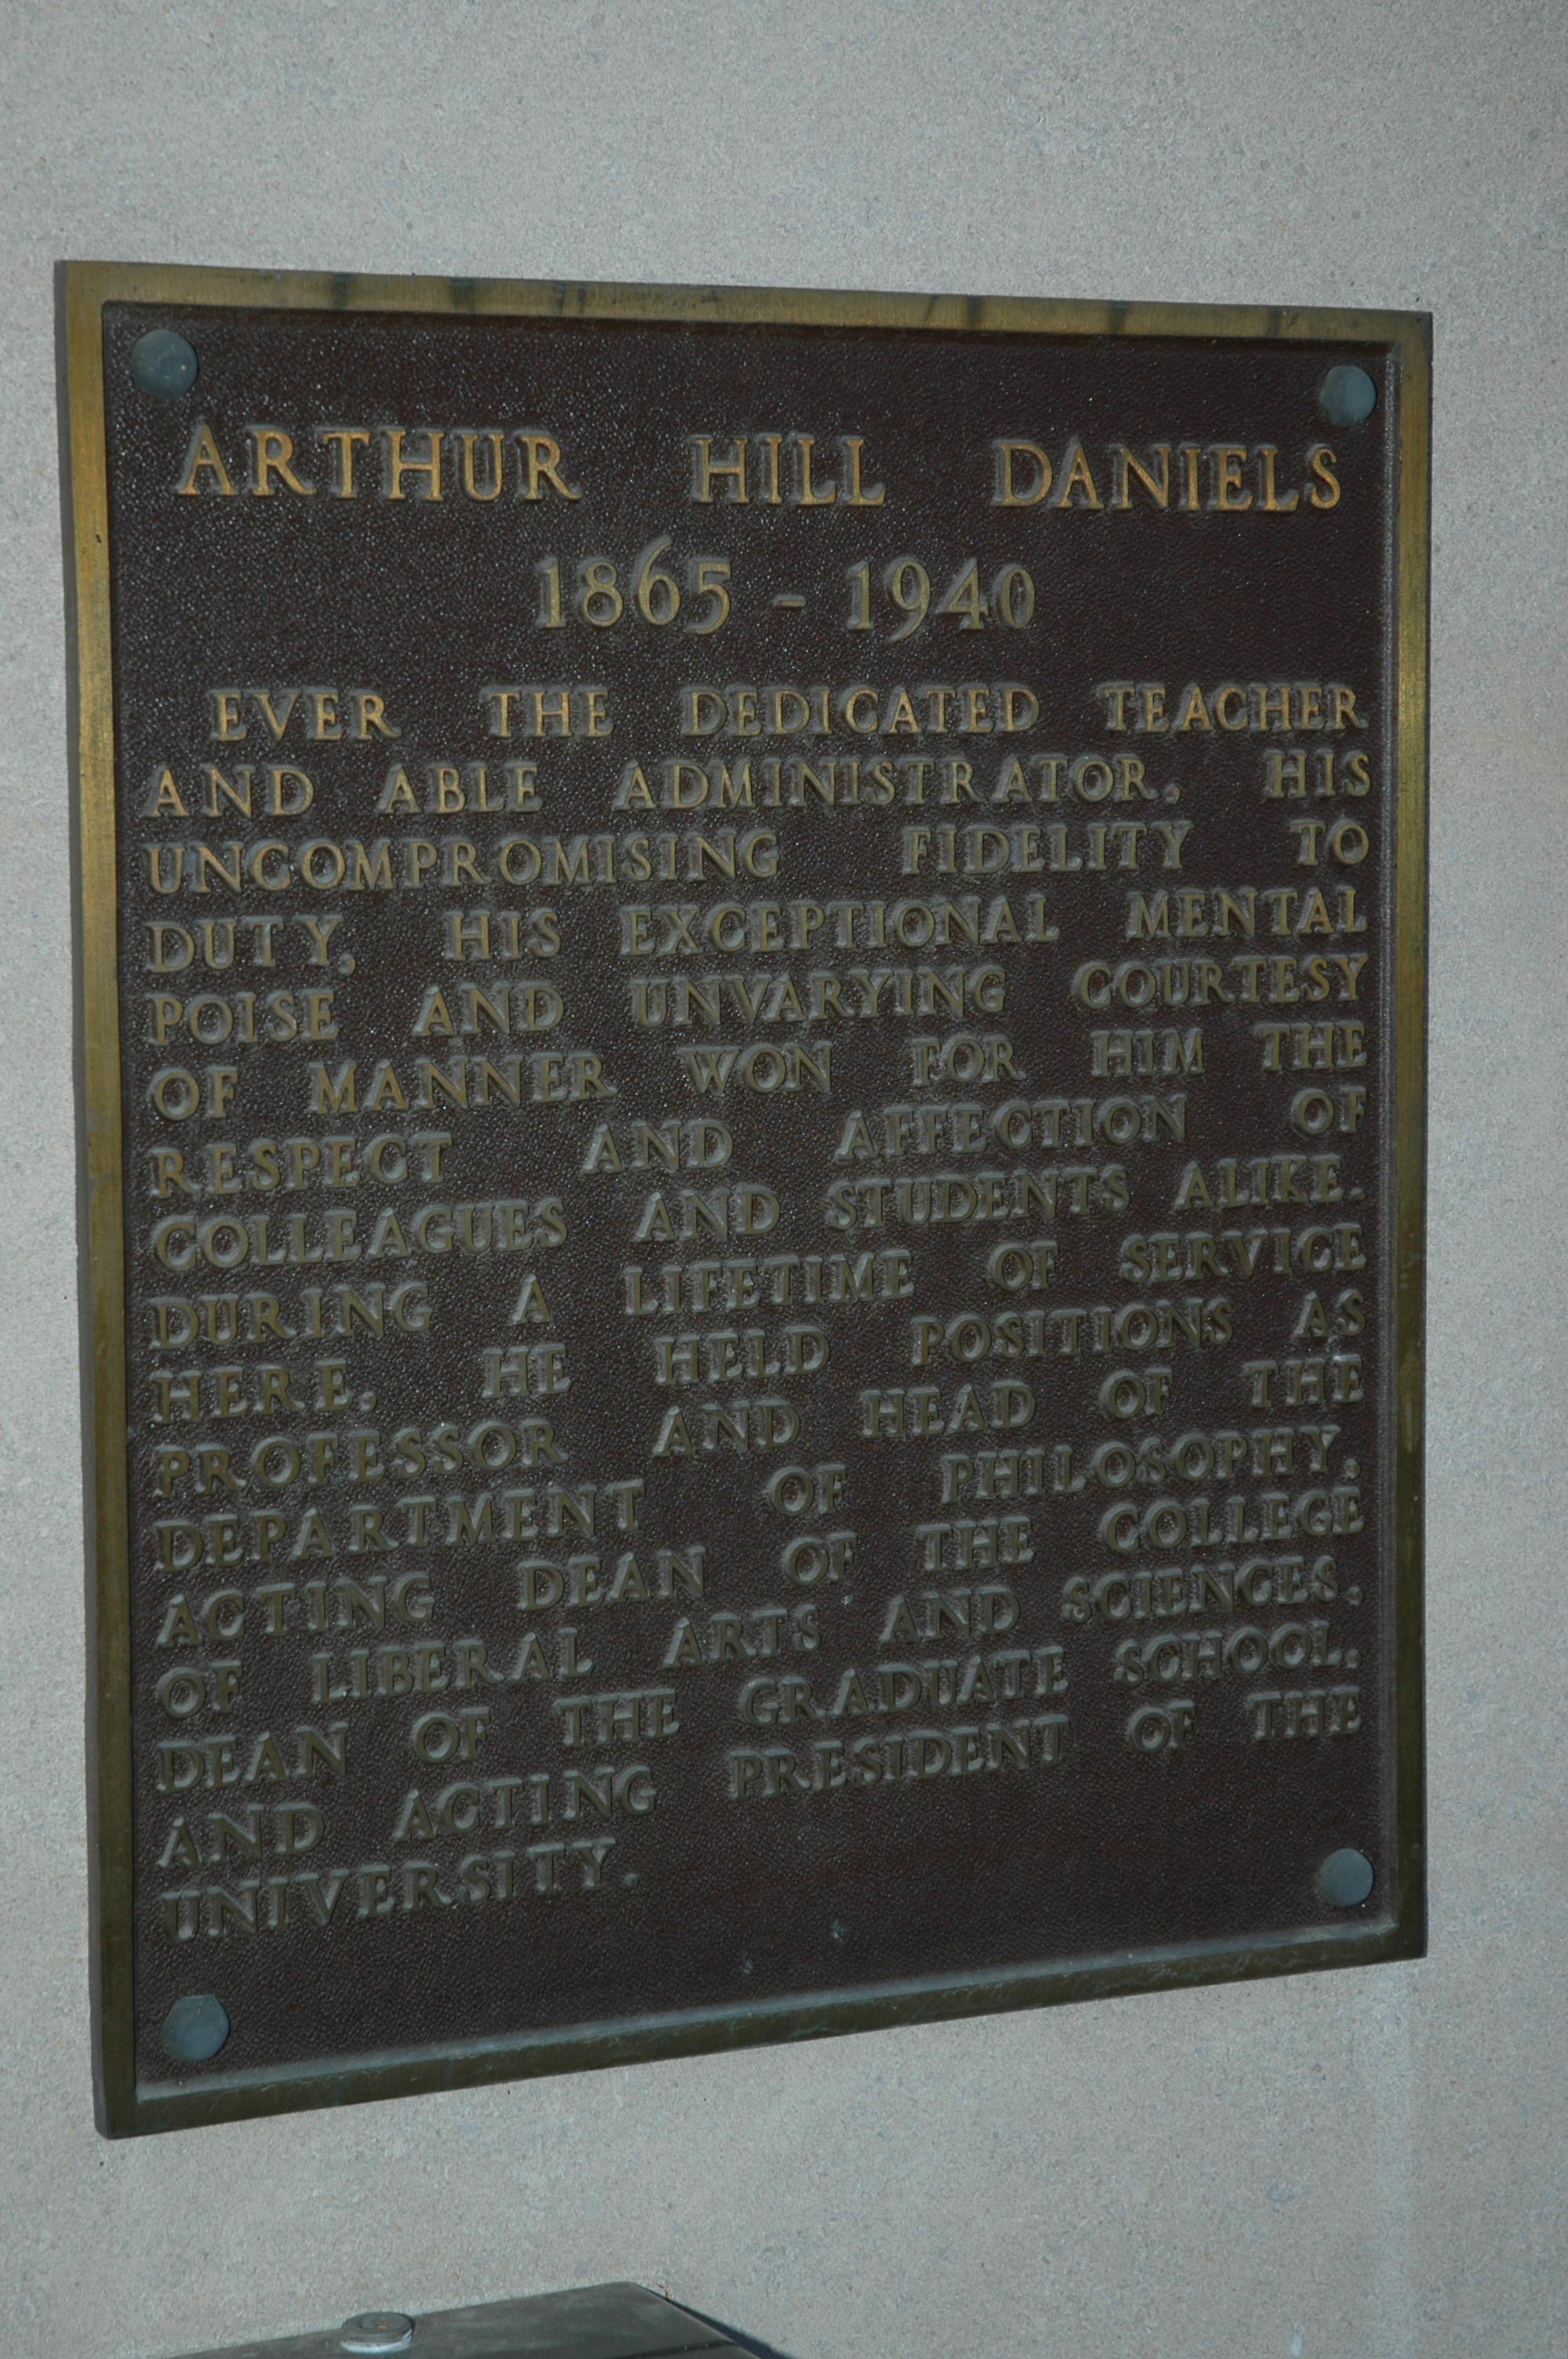 ARTHUR HILL DANIELS
1865 - 1940
EVER THE DEDICATED TEACHER
AND ABLE ADMINISTRATOR, HIS
UNCOMPROMISING FIDELITY TO
DUTY, HIS EXCEPTIONAL MENTAL
POISE AND UNVARYING COURTESY
OF MANNER WON FOR HIM THE
RESPECT AND AFFECTION OF
COLLEAGUES AND STUDENTS ALIKE.
DURING A LIFETIME OF SERVICE
HERE, HE HELD POSITIONS AS
PROFESSOR AND HEAD OF THE
DEPARTMENT OF PHILOSOPHY,
ACTING DEAN OF THE COLLEGE
OF LIBERAL ARTS AND SCIENCES,
DEAN OF THE GRADUATE SCHOOL,
AND ACTING PRESIDENT OF THE
UNIVERSITY.